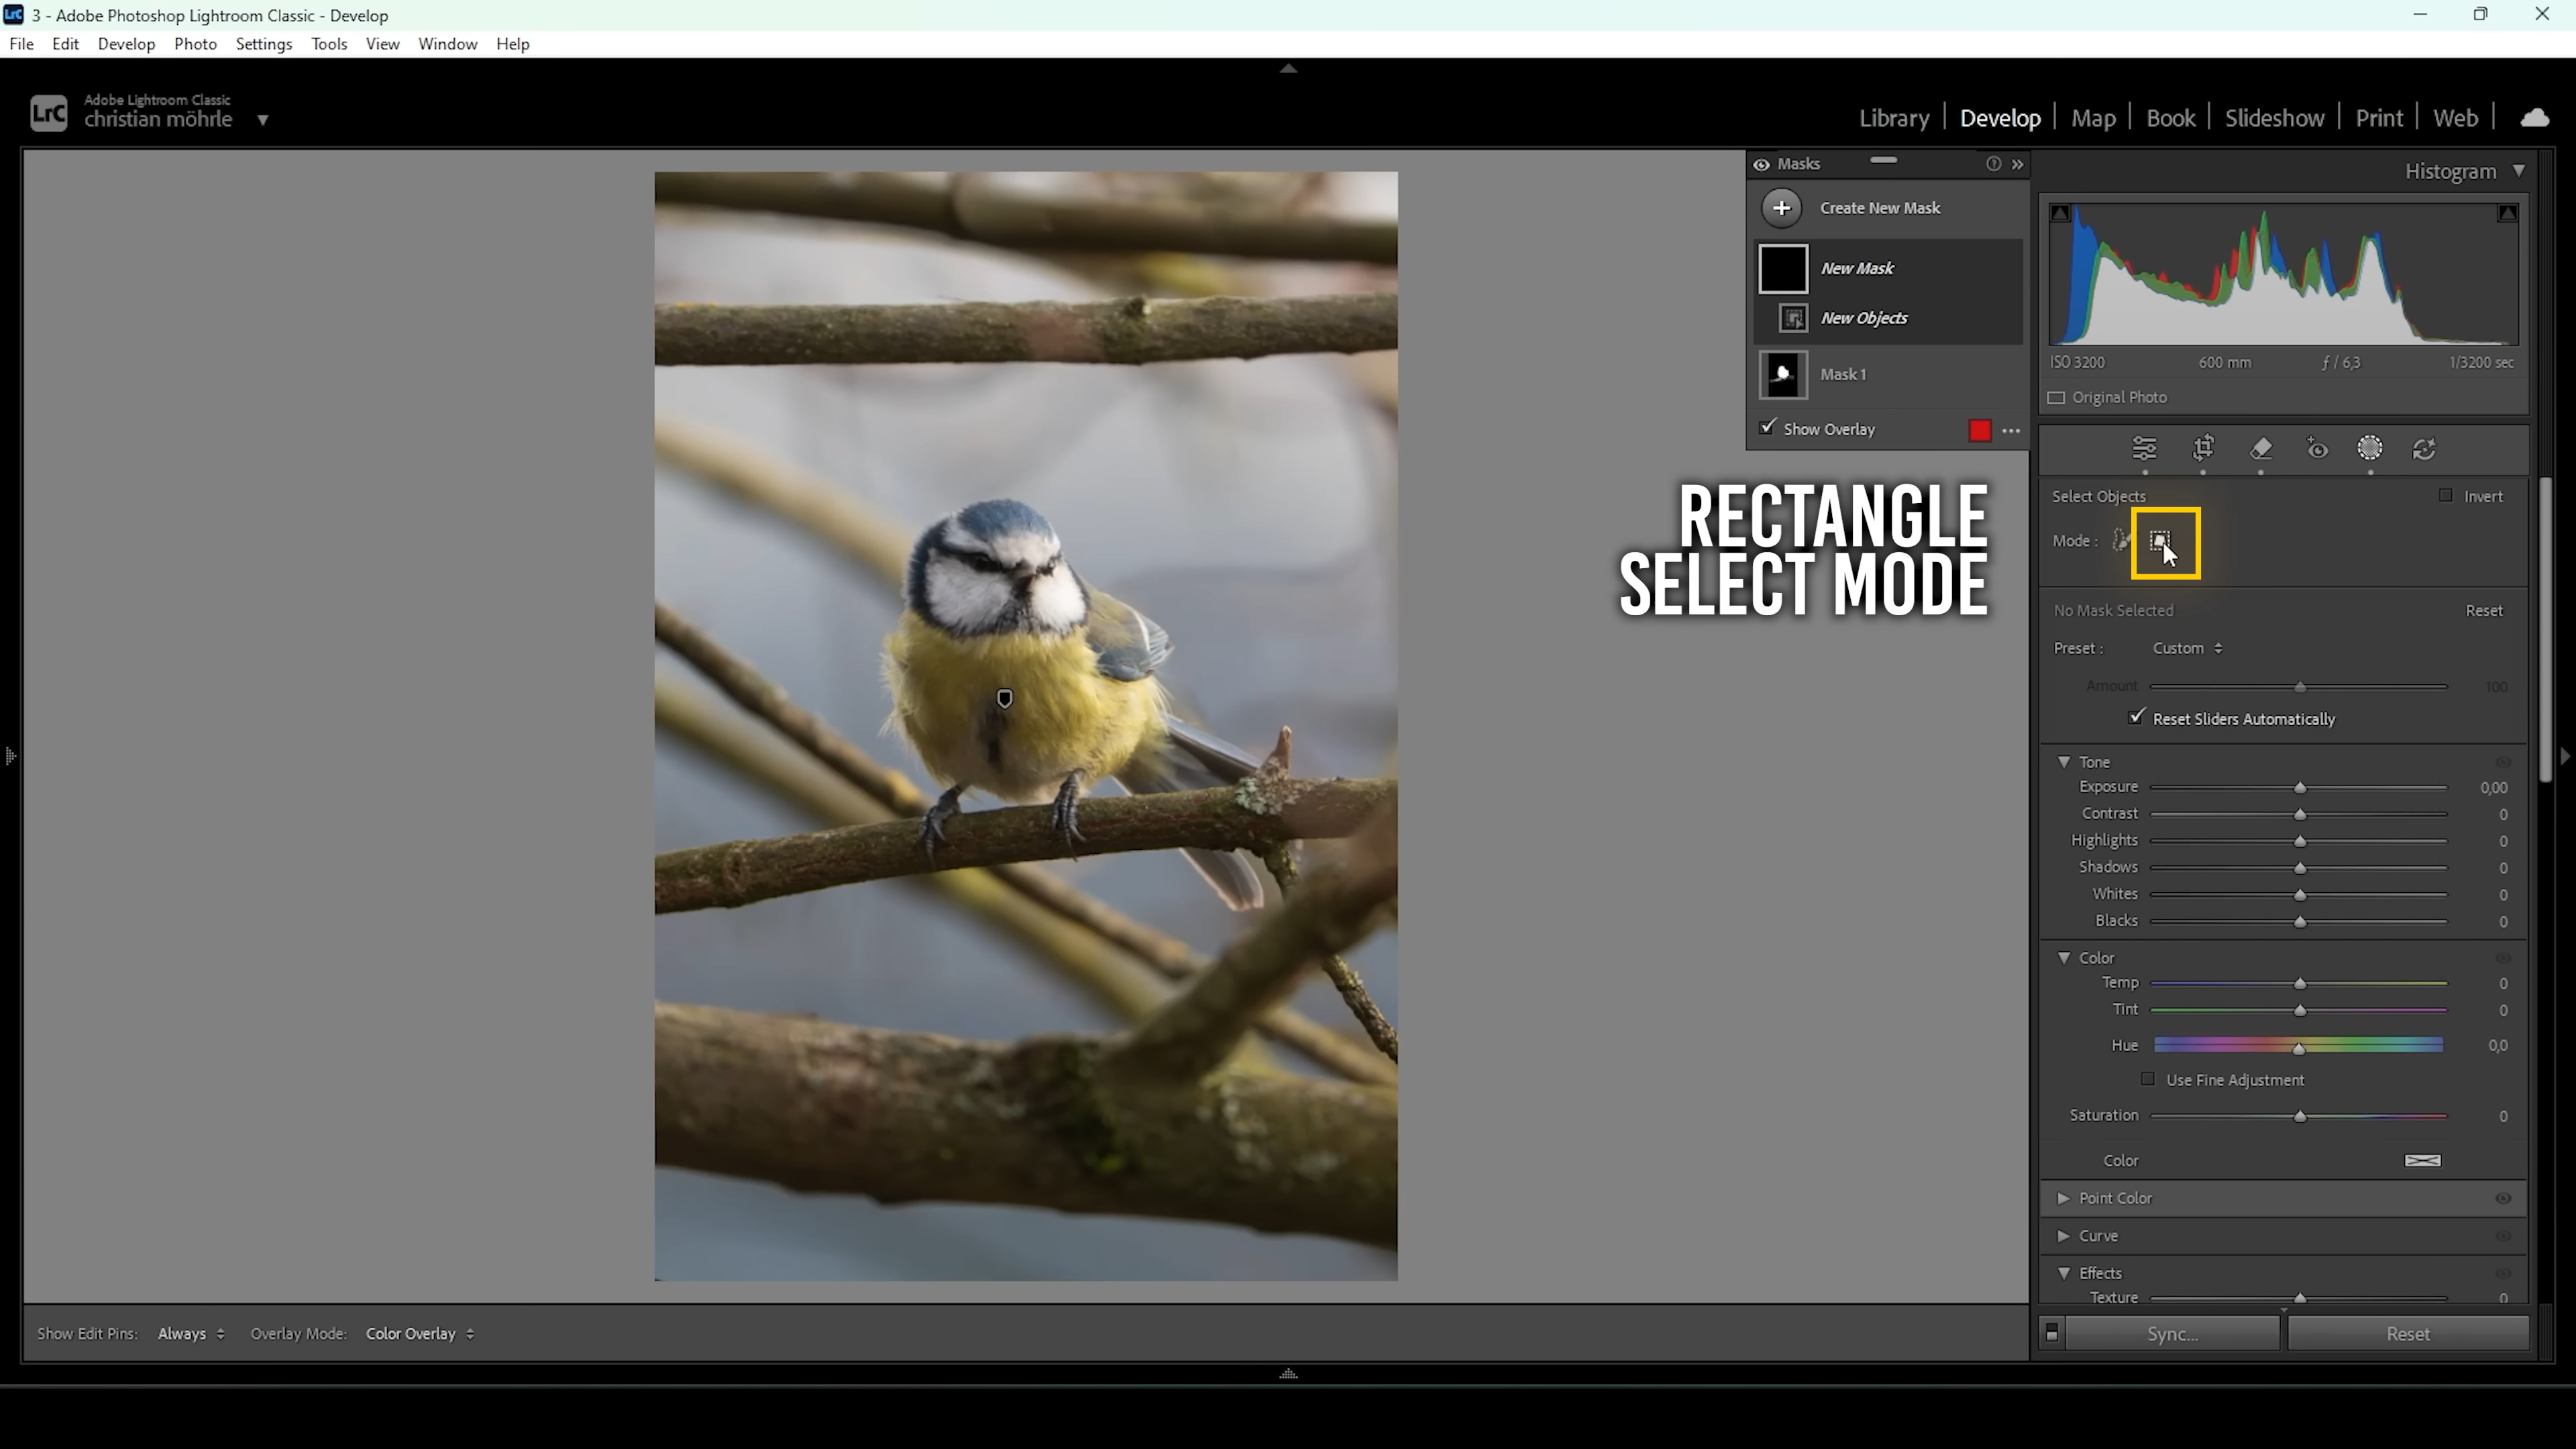 3 - Adobe Photoshop Lightroom Classic - Develop
File Edit Develop Photo Settings Tools View Window Help
LrC
Adobe Lightroom Classic
christian möhrle
Library | Develop | Map | Book | Slideshow | Print | Web |
Masks
Create New Mask
New Mask
New Objects
Mask 1
Show Overlay
Histogram
ISO 3200 600 mm ƒ / 6,3 1/3200 sec
Original Photo
RECTANGLE
SELECT MODE
Select Objects Invert
Mode :
No Mask Selected Reset
Preset : Custom
Amount 100
Reset Sliders Automatically
Tone
Exposure 0,00
Contrast 0
Highlights 0
Shadows 0
Whites 0
Blacks 0
Color
Temp 0
Tint 0
Hue 0,0
Use Fine Adjustment
Saturation 0
Color
Point Color
Curve
Effects
Texture 0
Show Edit Pins: Always Overlay Mode: Color Overlay
Sync... Reset